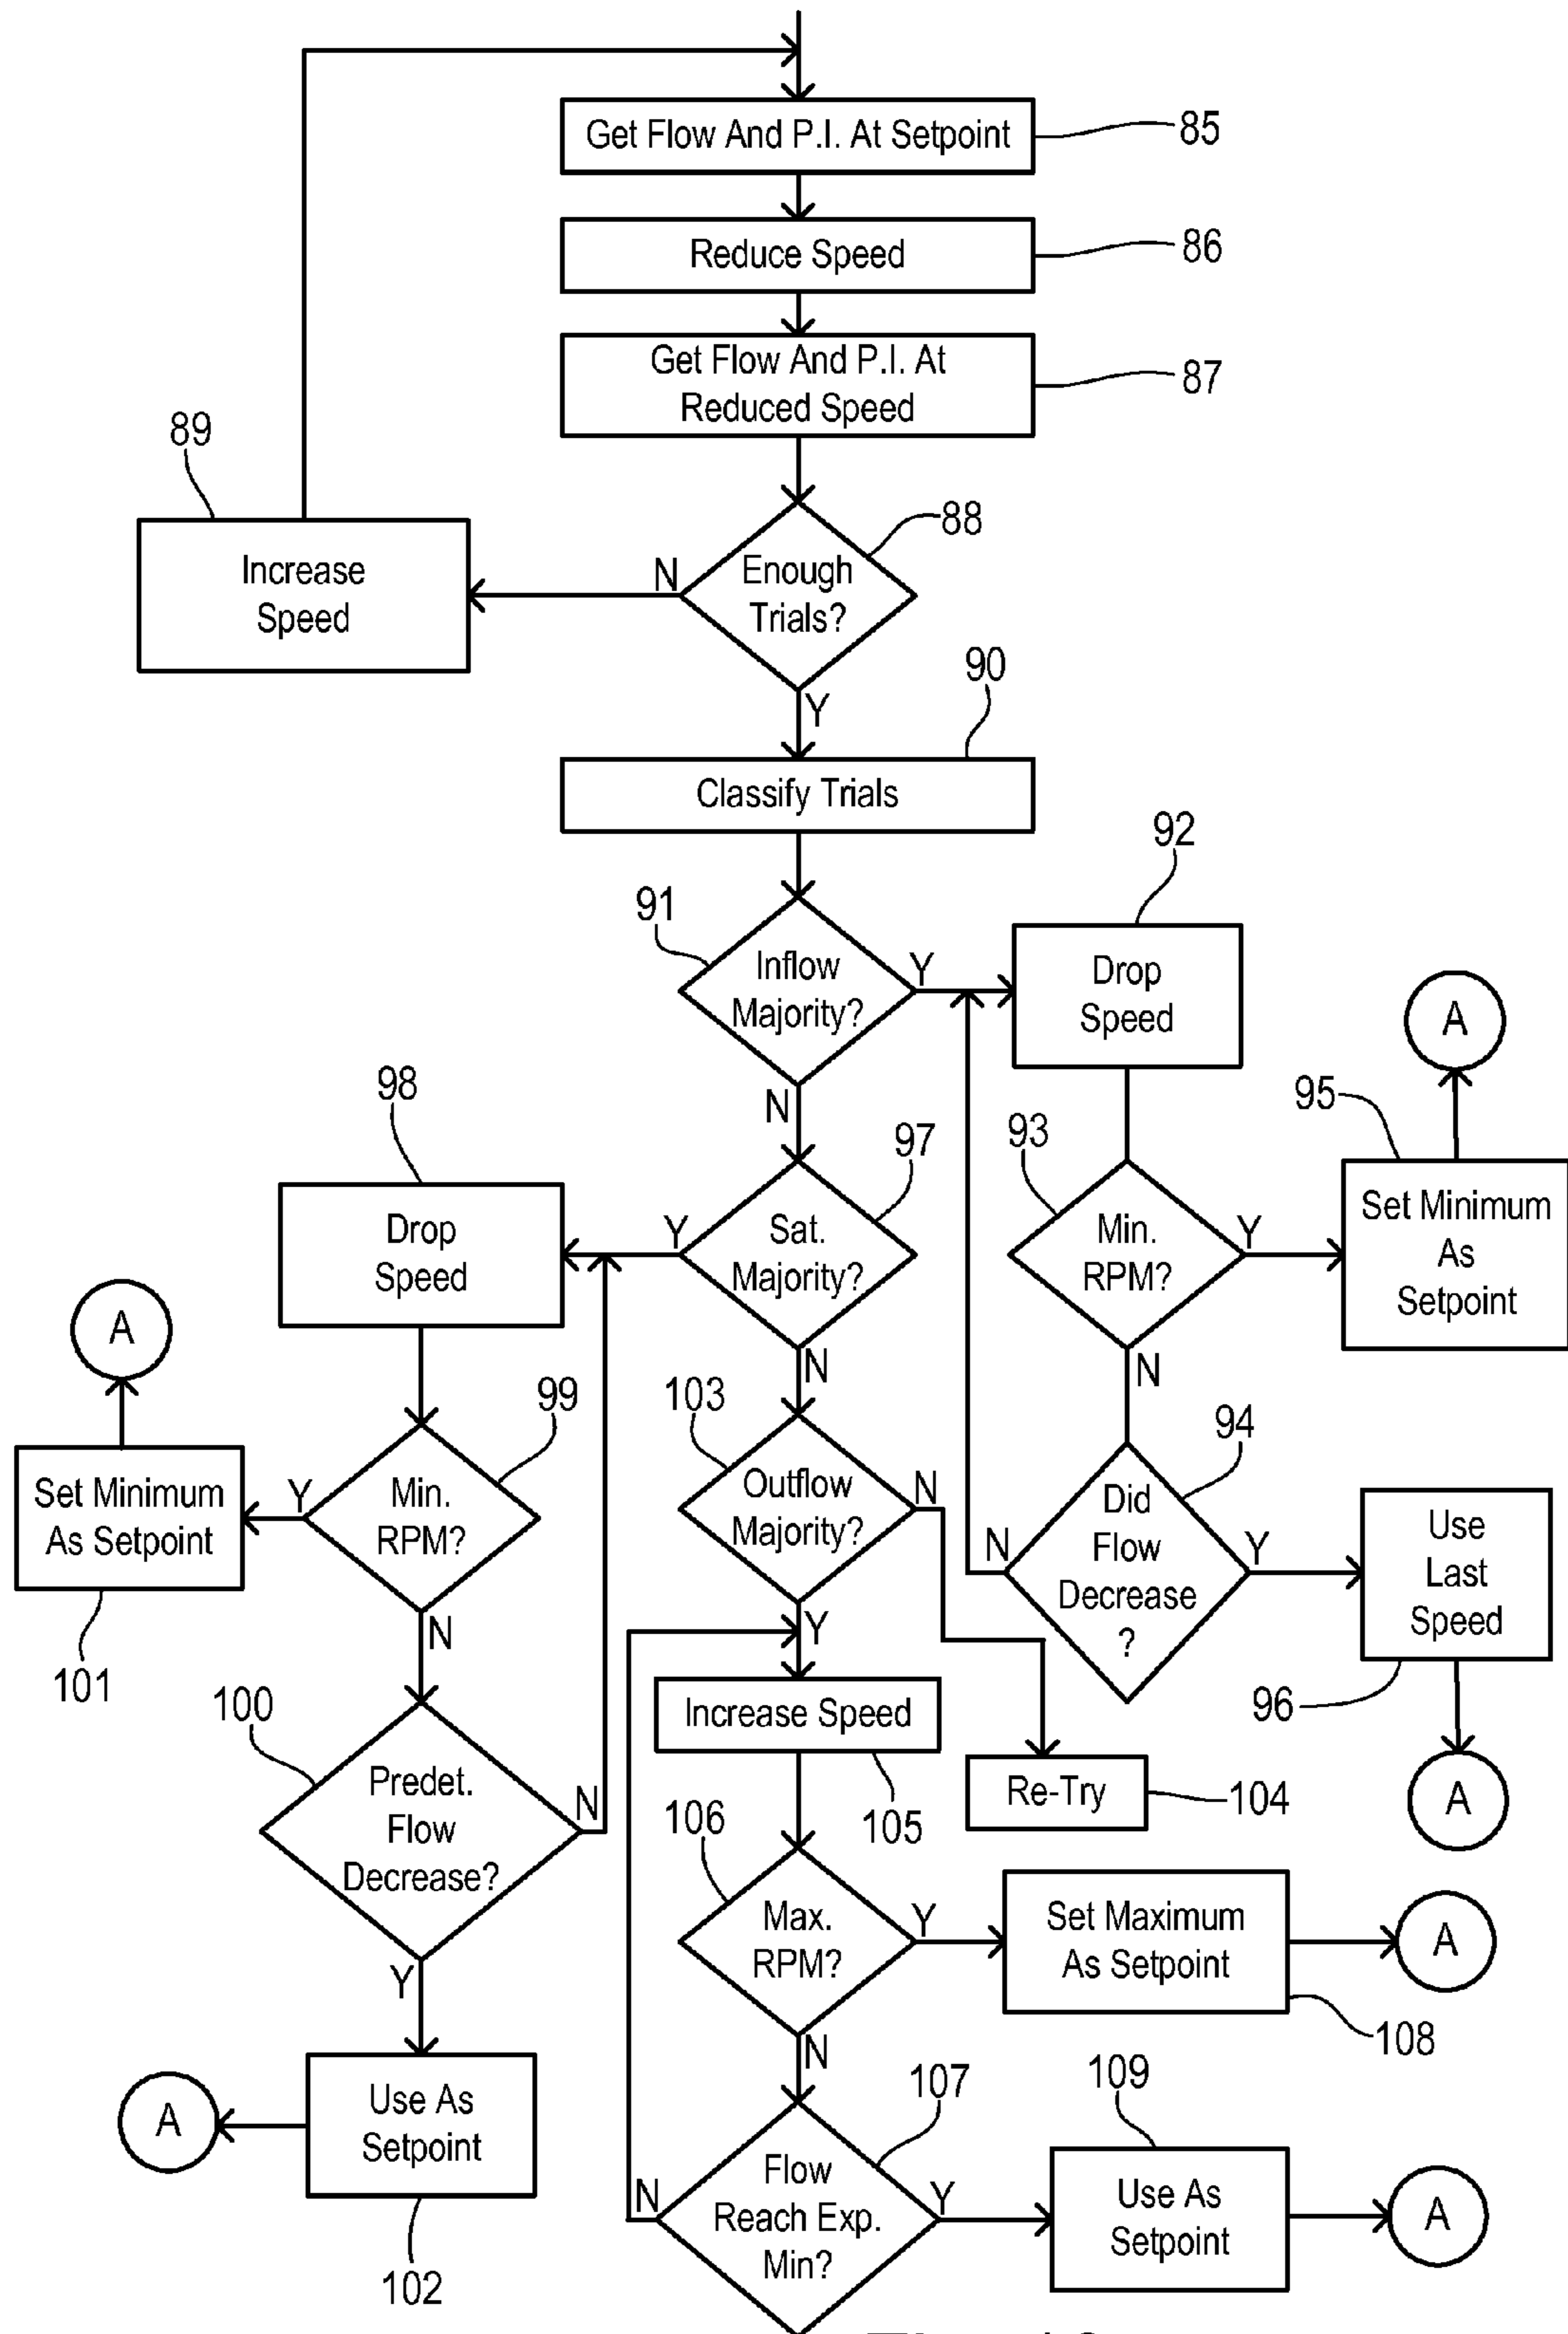 Get Flow And P.I. At Setpoint
85
Reduce Speed
86
Get Flow And P.I. At
Reduced Speed
87
89
Increase
Speed
N
Enough
Trials?
88
Y
90
Classify Trials
91
Inflow
Majority?
Y
N
92
Drop
Speed
A
95
93
Min.
RPM?
Y
Set Minimum
As
Setpoint
N
98
Drop
Speed
Y
97
Sat.
Majority?
N
A
99
Set Minimum
As Setpoint
Y
Min.
RPM?
101
N
103
Outflow
Majority?
N
Y
94
Did
Flow
Decrease
?
N
Y
Use
Last
Speed
96
A
100
Predet.
Flow
Decrease?
N
Y
Increase Speed
105
Re-Try
104
106
Max.
RPM?
Y
Set Maximum
As Setpoint
A
108
N
A
Use As
Setpoint
102
107
Flow
Reach Exp.
Min?
N
Y
109
Use As
Setpoint
A